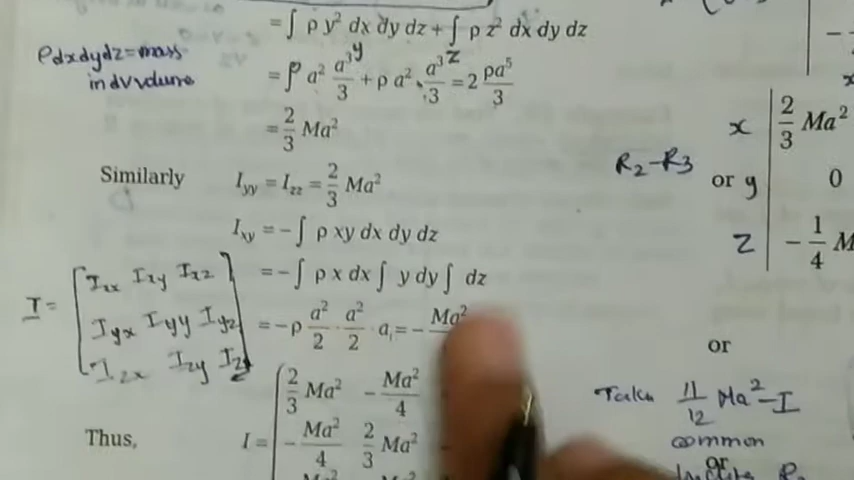 = ∫ ρ y² dx dy dz + ∫ ρ z² dx dy dz
ρdxdydz = mass
in dV volume
y z
= ρ a² a³/3 + ρ a² · a³/3 = 2 ρa⁵/3
= 2/3 Ma²
Similarly I_yy = I_zz = 2/3 Ma²
I_xy = − ∫ ρ xy dx dy dz
= − ∫ ρ x dx ∫ y dy ∫ dz
= −ρ a²/2 · a²/2 · a = − Ma²
I =
I_xx I_xy I_xz
I_yx I_yy I_yz
I_zx I_zy I_z
Thus, I =
2/3 Ma² − Ma²/4
− Ma²/4 2/3 Ma²
Ma² Ma²
x 2/3 Ma²
R2 − R3
or y 0
z − 1/4 M
or
Take 11/12 Ma² − I
common
or